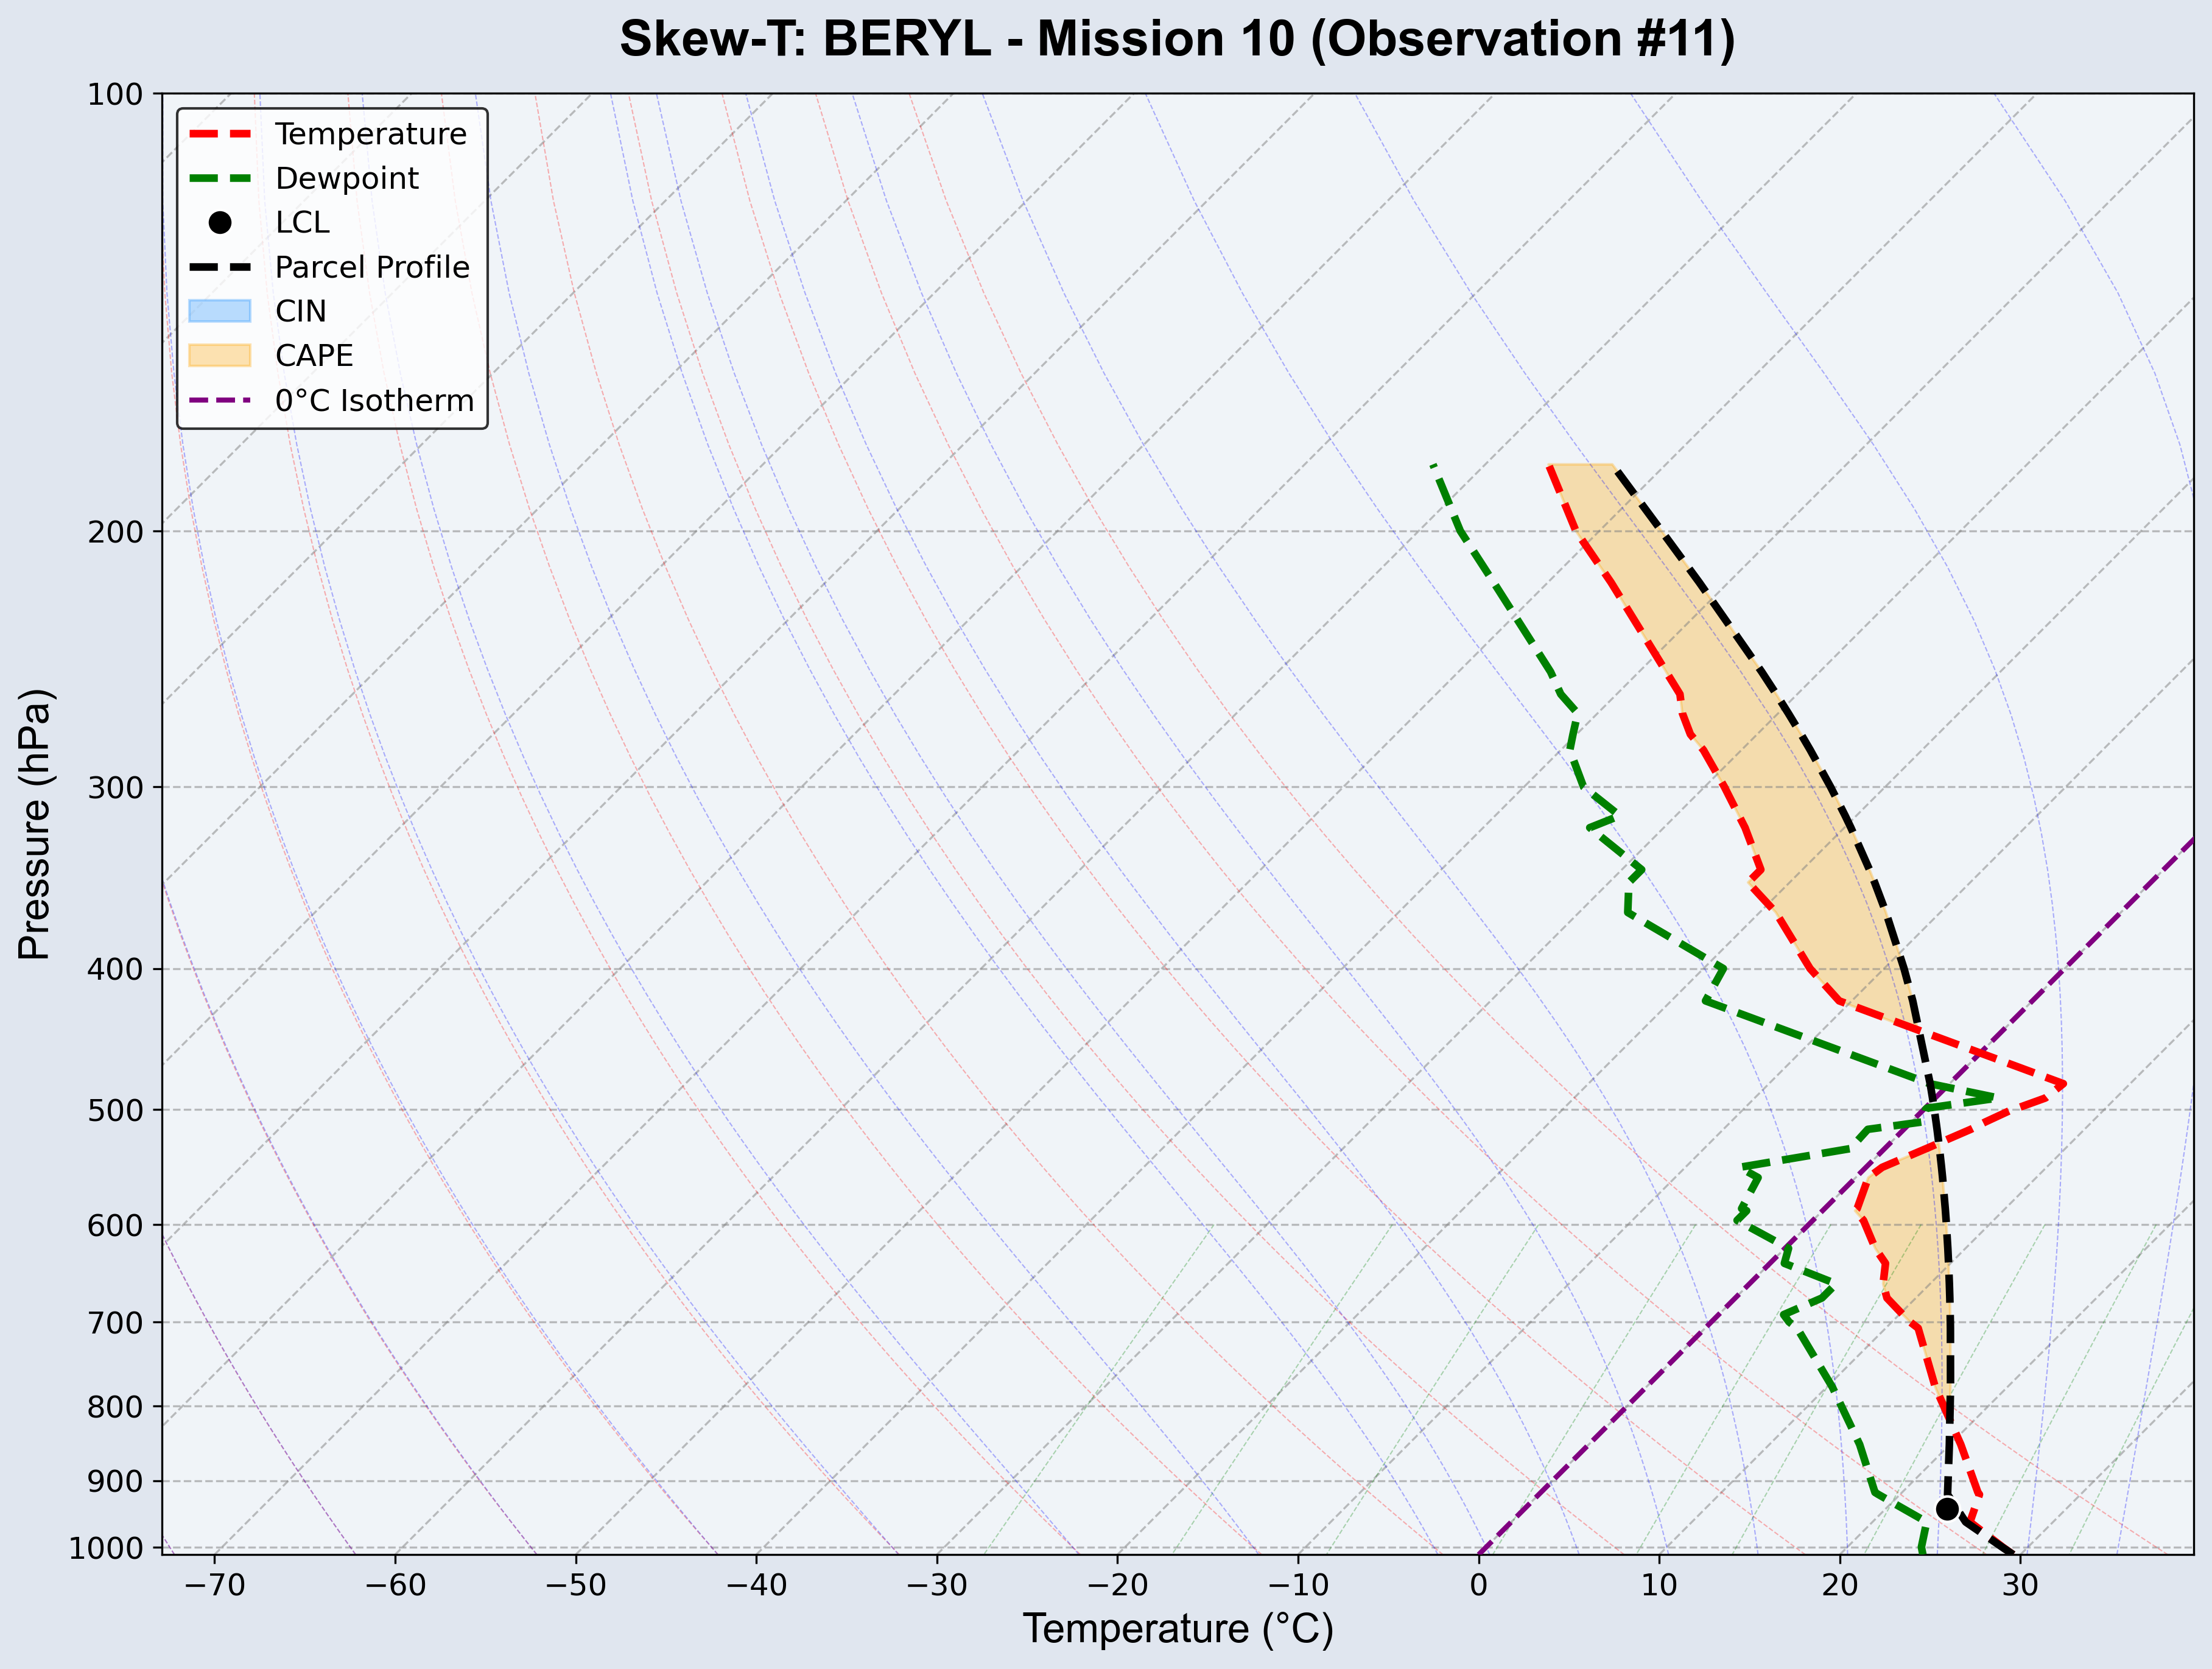 Skew-T: BERYL - Mission 10 (Observation #11)
Temperature
Dewpoint
LCL
Parcel Profile
CIN
CAPE
0°C Isotherm
Pressure (hPa)
100
200
300
400
500
600
700
800
900
1000
−70 −60 −50 −40 −30 −20 −10 0 10 20 30
Temperature (°C)